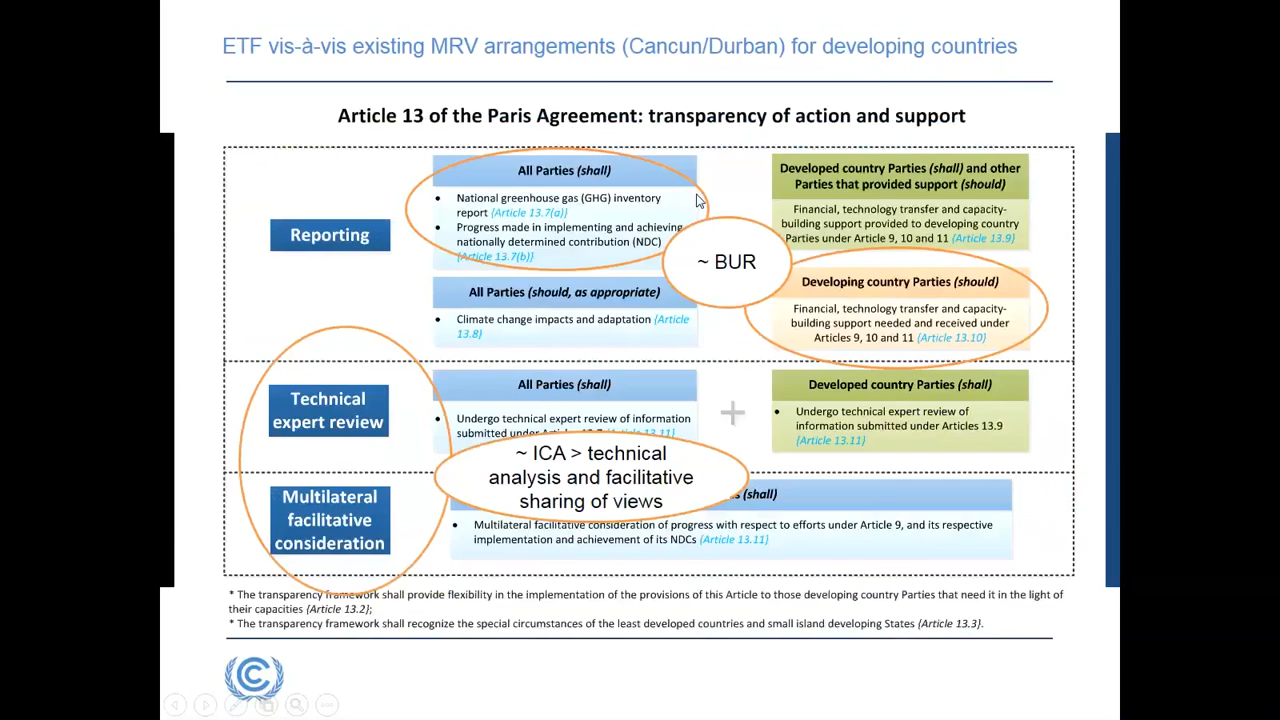 ETF vis-à-vis existing MRV arrangements (Cancun/Durban) for developing countries
Article 13 of the Paris Agreement: transparency of action and support
Reporting
All Parties (shall)
• National greenhouse gas (GHG) inventory
report (Article 13.7(a))
• Progress made in implementing and achieving
nationally determined contribution (NDC)
(Article 13.7(b))
All Parties (should, as appropriate)
• Climate change impacts and adaptation (Article
13.8)
~ BUR
Developed country Parties (shall) and other
Parties that provided support (should)
Financial, technology transfer and capacity-
building support provided to developing country
Parties under Article 9, 10 and 11 (Article 13.9)
Developing country Parties (should)
Financial, technology transfer and capacity-
building support needed and received under
Articles 9, 10 and 11 (Article 13.10)
Technical
expert review
All Parties (shall)
• Undergo technical expert review of information
submitted under
Developed country Parties (shall)
• Undergo technical expert review of
information submitted under Articles 13.9
(Article 13.11)
+
~ ICA > technical
analysis and facilitative
sharing of views
Multilateral
facilitative
consideration
(shall)
• Multilateral facilitative consideration of progress with respect to efforts under Article 9, and its respective
implementation and achievement of its NDCs (Article 13.11)
* The transparency framework shall provide flexibility in the implementation of the provisions of this Article to those developing country Parties that need it in the light of
their capacities (Article 13.2);
* The transparency framework shall recognize the special circumstances of the least developed countries and small island developing States (Article 13.3).